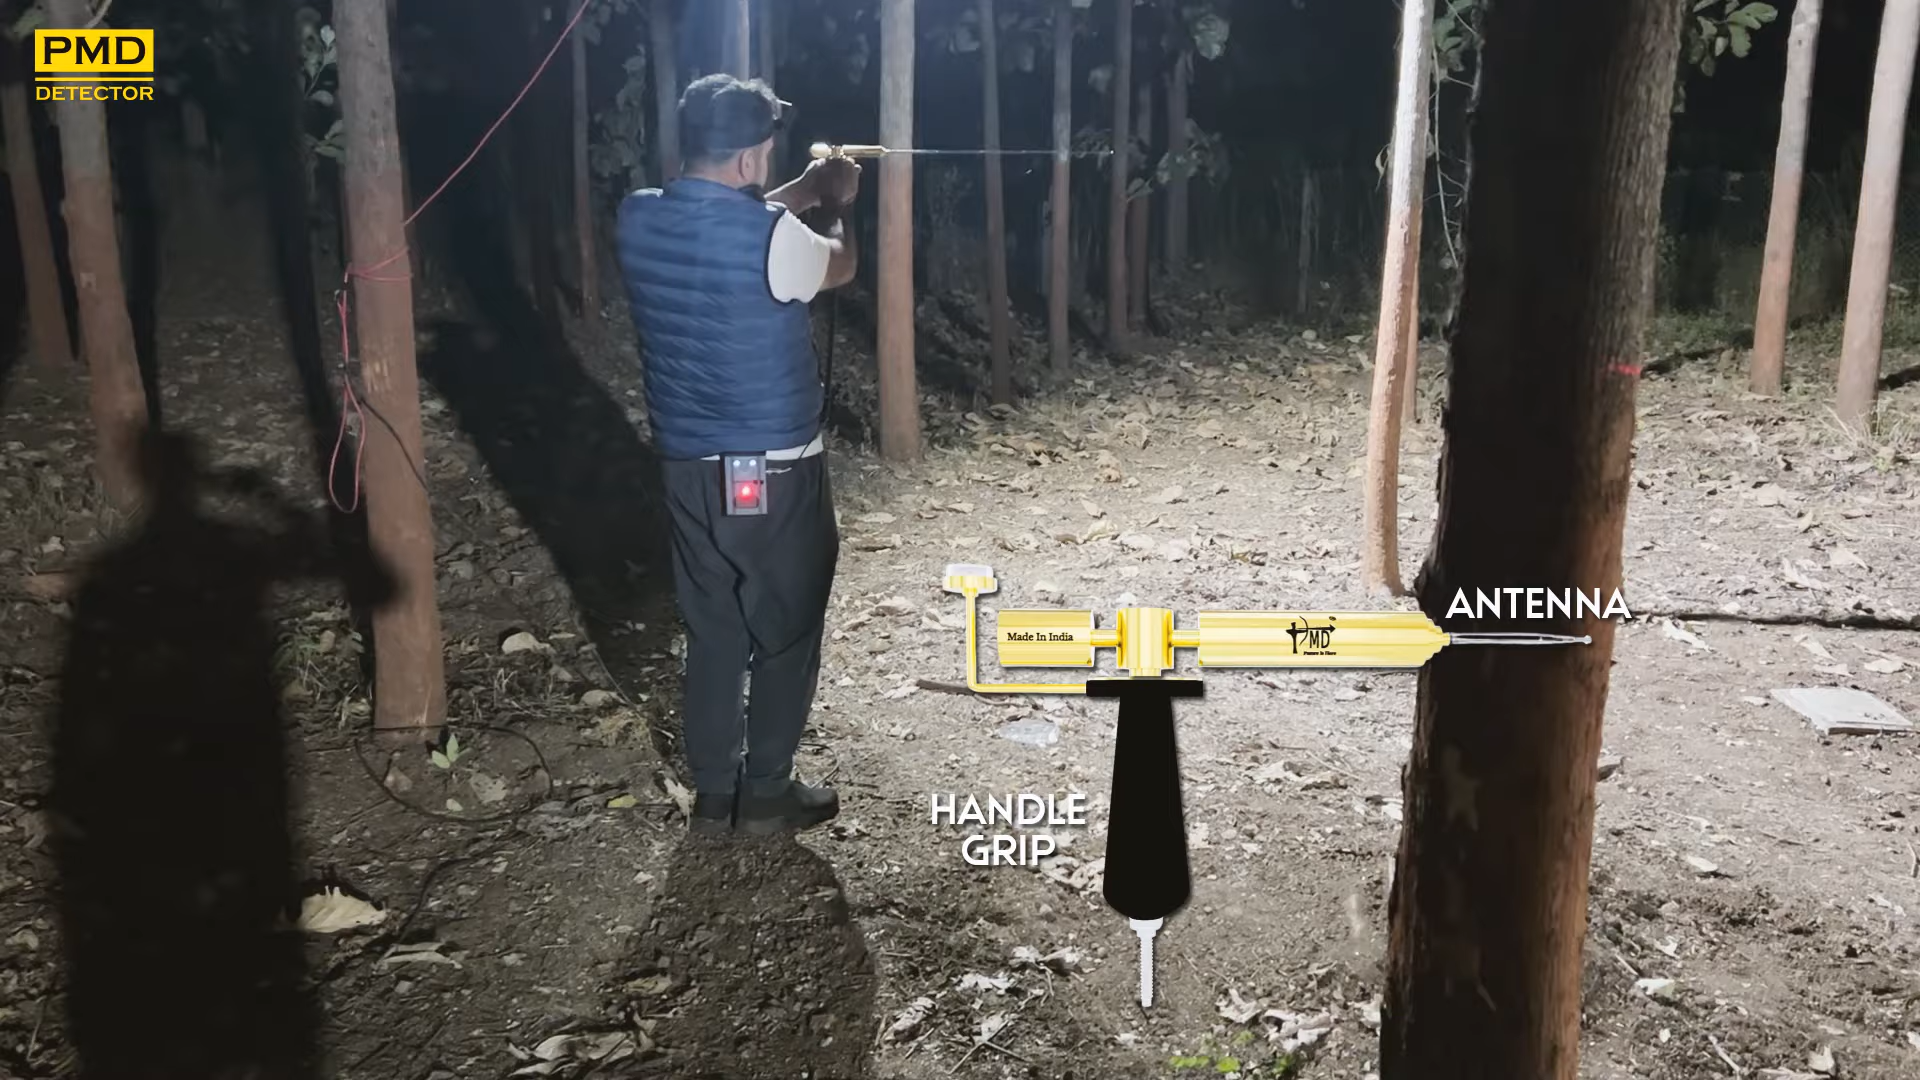 PMD
DETECTOR
ANTENNA
Made In India
PMD
HANDLE
GRIP